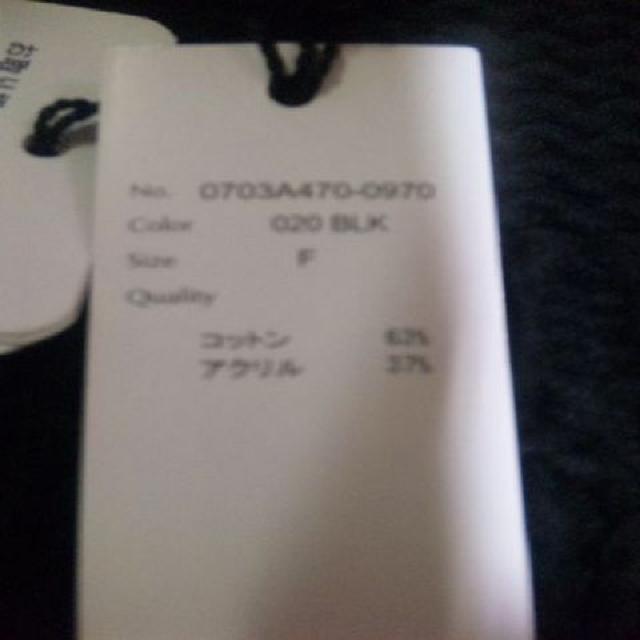 No. 0703A470-0970
Color 020 BLK
Size F
Quality
コットン 63%
アクリル 37%